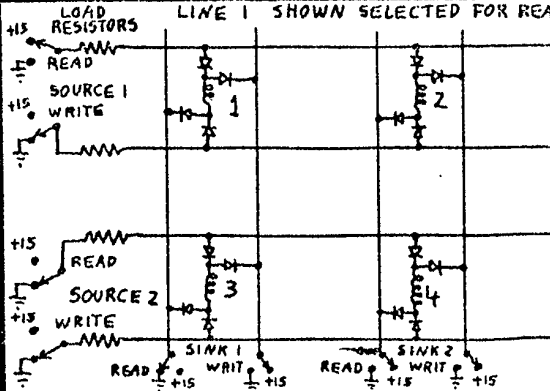 LINE 1 SHOWN SELECTED FOR REA
LOAD RESISTORS
+15
READ
+15
SOURCE 1
WRITE
1
2
+15
READ
SOURCE 2
+15
WRITE
3
4
SINK 1
READ
WRIT
+15
+15
SINK 2
READ
WRIT
+15
+15